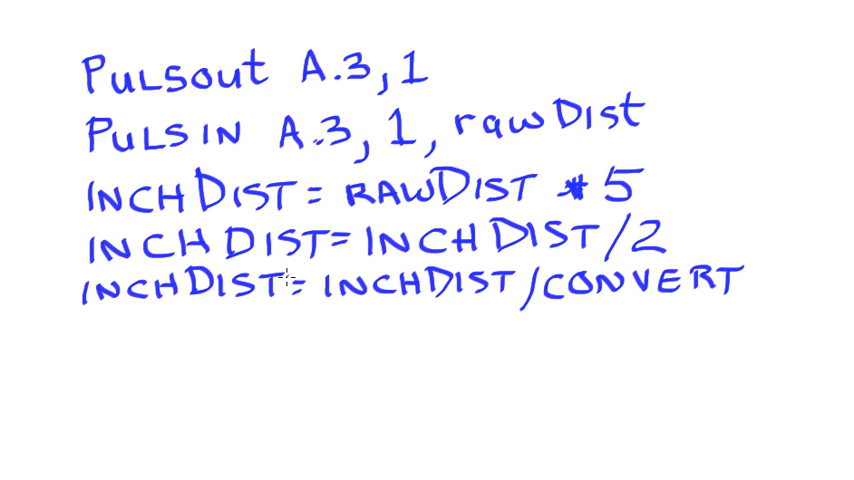 Pulsout A.3, 1
PULSIN A.3, 1, rawDist
INCHDIST = RAWDIST * 5
INCHDIST = INCHDIST / 2
INCHDIST = INCHDIST / CONVERT